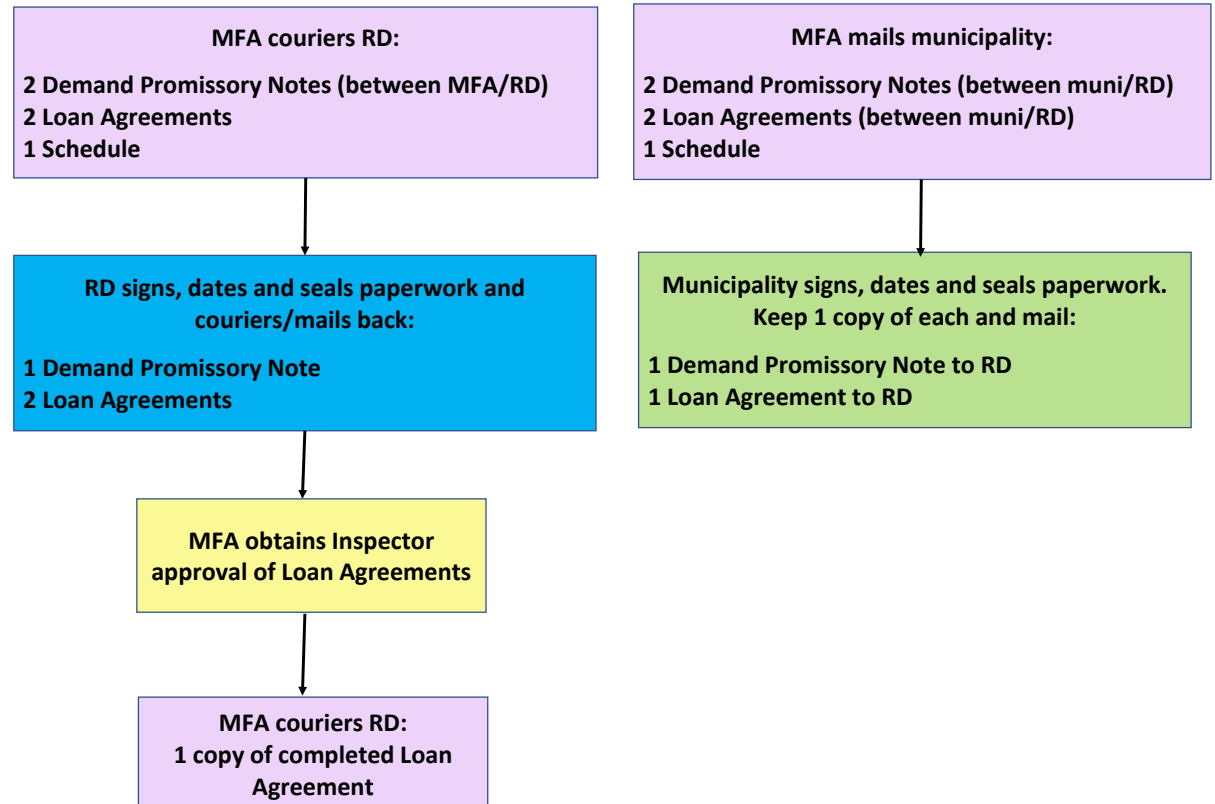 MFA couriers RD:
2 Demand Promissory Notes (between MFA/RD)
2 Loan Agreements
1 Schedule
MFA mails municipality:
2 Demand Promissory Notes (between muni/RD)
2 Loan Agreements (between muni/RD)
1 Schedule
RD signs, dates and seals paperwork and
couriers/mails back:
1 Demand Promissory Note
2 Loan Agreements
Municipality signs, dates and seals paperwork.
Keep 1 copy of each and mail:
1 Demand Promissory Note to RD
1 Loan Agreement to RD
MFA obtains Inspector
approval of Loan Agreements
MFA couriers RD:
1 copy of completed Loan
Agreement